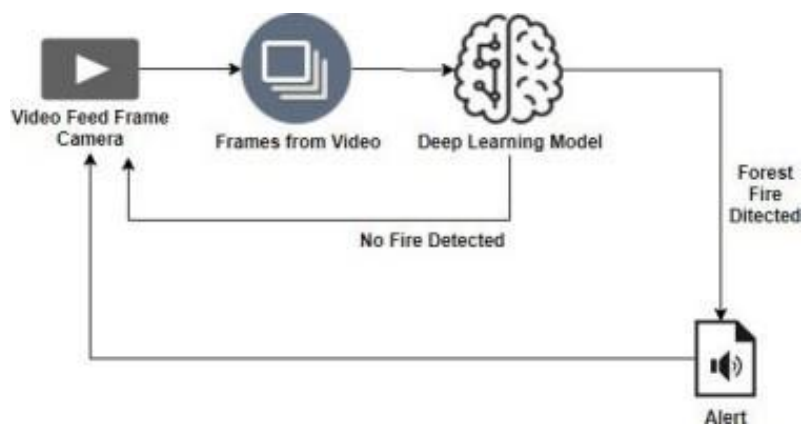 Video Feed Frame
Camera
Frames from Video
Deep Learning Model
Forest
Fire
Ditected
No Fire Detected
Alert